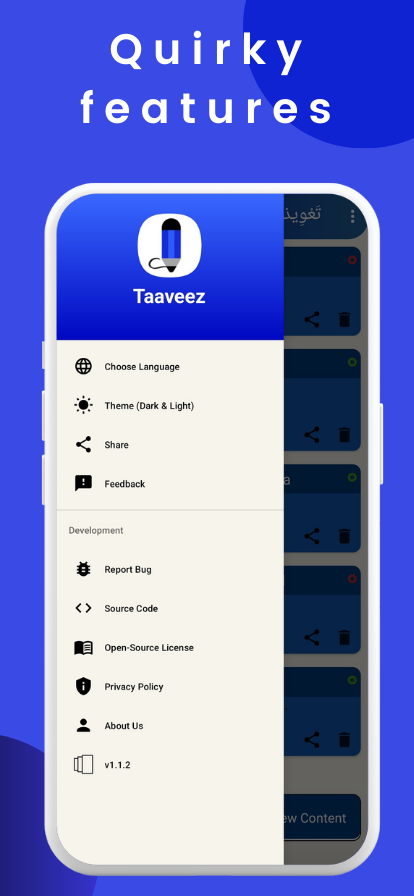 Quirky
features
تَعْوِيذ
Taaveez
Choose Language
Theme (Dark & Light)
Share
Feedback
a
Development
Report Bug
Source Code
Open-Source License
Privacy Policy
About Us
v1.1.2
ew Content